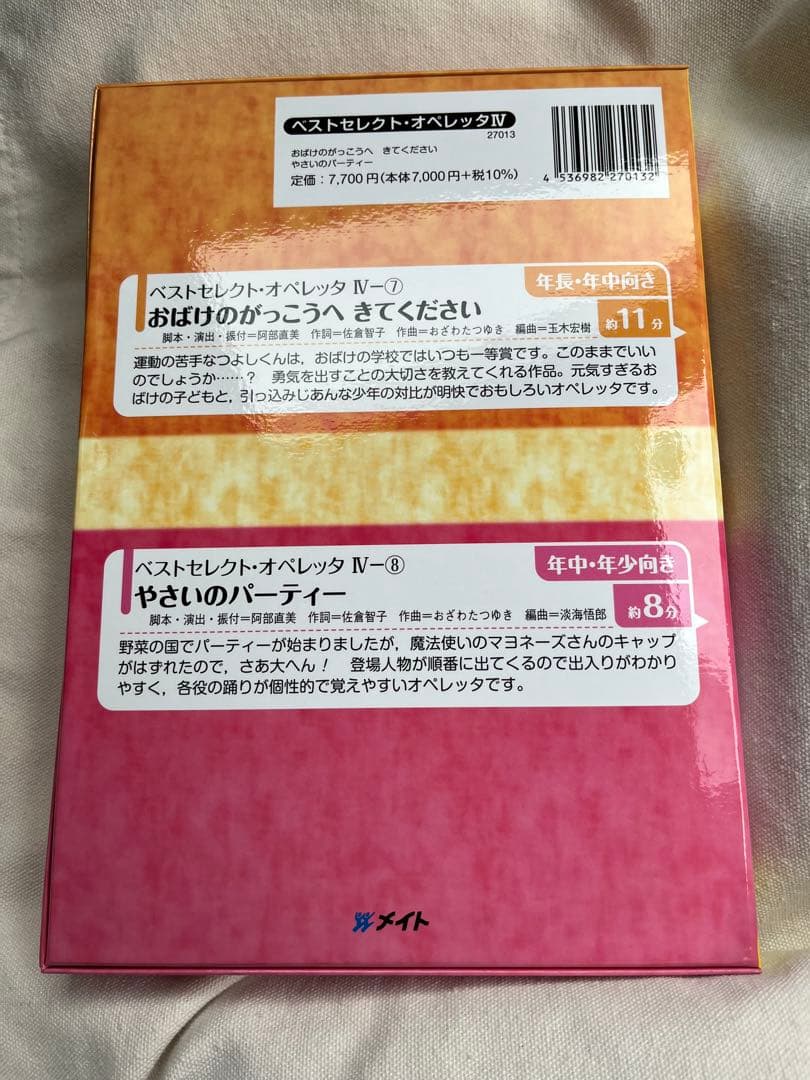 ベストセレクト・オペレッタⅣ
27013
おばけのがっこうへ きてください
やさいのパーティー
定価：7,700円（本体7,000円＋税10%）
4 536982 270132
年長・年中向き
ベストセレクト・オペレッタ Ⅳ−⑦
おばけのがっこうへ きてください
約11分
脚本・演出・振付＝阿部直美 作詞＝佐倉智子 作曲＝おざわたつゆき 編曲＝玉木宏樹
運動の苦手なつよしくんは，おばけの学校ではいつも一等賞です。このままでいい
のでしょうか……？ 勇気を出すことの大切さを教えてくれる作品。元気すぎるお
ばけの子どもと，引っ込みじあんな少年の対比が明快でおもしろいオペレッタです。
年中・年少向き
ベストセレクト・オペレッタ Ⅳ−⑧
やさいのパーティー
約8分
脚本・演出・振付＝阿部直美 作詞＝佐倉智子 作曲＝おざわたつゆき 編曲＝淡海悟郎
野菜の国でパーティーが始まりましたが，魔法使いのマヨネーズさんのキャップ
がはずれたので，さあ大へん！ 登場人物が順番に出てくるので出入りがわかり
やすく，各役の踊りが個性的で覚えやすいオペレッタです。
メイト